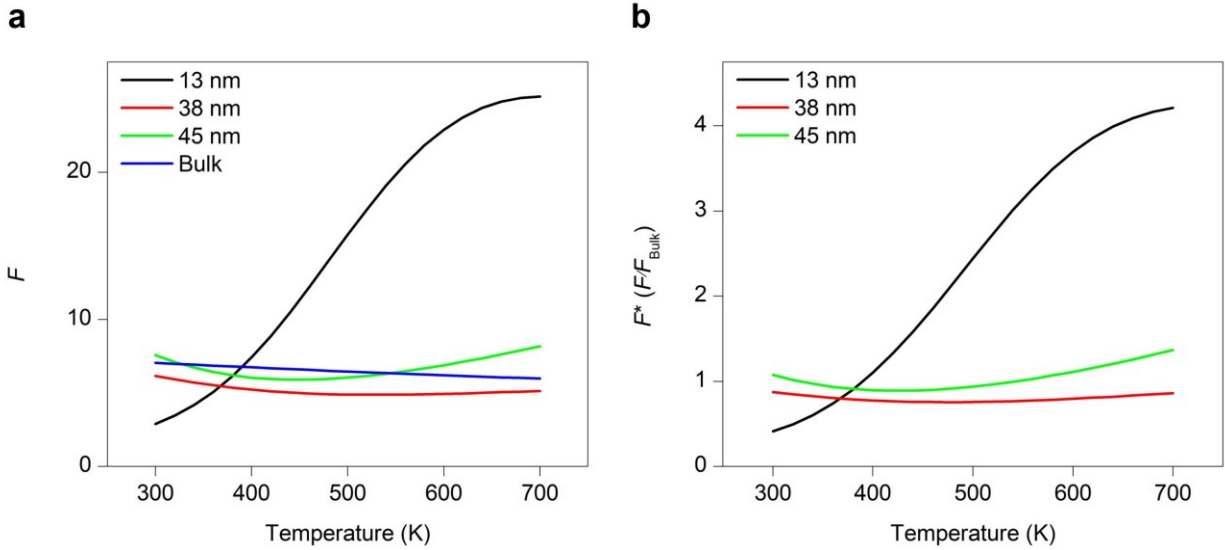 a
13 nm
38 nm
45 nm
Bulk
20
10
0
F
300 400 500 600 700
Temperature (K)
b
13 nm
38 nm
45 nm
4
3
2
1
0
F* (F/F_Bulk)
300 400 500 600 700
Temperature (K)